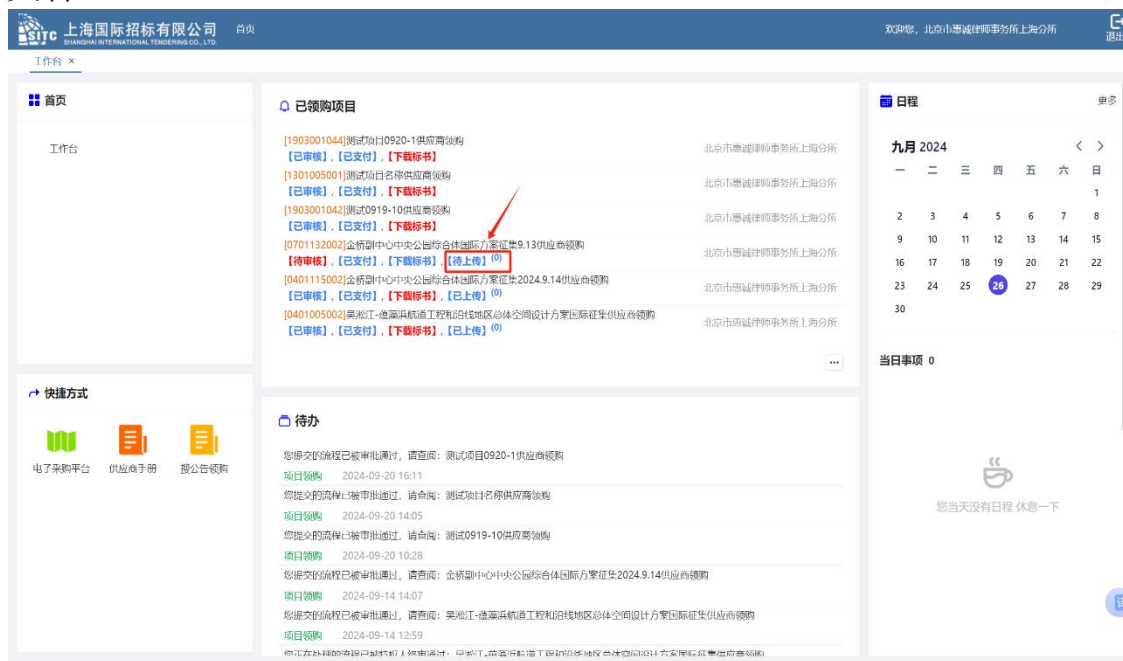 SITC 上海国际招标有限公司 首页 欢迎您，北京市惠诚律师事务所上海分所
SHANGHAI INTERNATIONAL TENDERING CO., LTD. 退出
工作台 ×
首页
工作台
已领购项目
[1903001044]测试项目0920-1供应商领购 北京市惠诚律师事务所上海分所
【已审核】,【已支付】,【下载标书】
[1301005001]测试项目名称供应商领购 北京市惠诚律师事务所上海分所
【已审核】,【已支付】,【下载标书】
[1903001042]测试0919-10供应商领购 北京市惠诚律师事务所上海分所
【已审核】,【已支付】,【下载标书】
[0701132002]金桥副中心中央公园综合体国际方案征集9.13供应商领购 北京市惠诚律师事务所上海分所
【待审核】,【已支付】,【下载标书】,【待上传】(0)
[0401115002]金桥副中心中央公园综合体国际方案征集2024.9.14供应商领购 北京市惠诚律师事务所上海分所
【已审核】,【已支付】,【下载标书】,【已上传】(0)
[0401005002]吴淞江-蕰藻浜航道工程和沿线地区总体空间设计方案国际征集供应商领购 北京市惠诚律师事务所上海分所
【已审核】,【已支付】,【下载标书】,【已上传】(0)
...
日程 更多
九月 2024 < >
一 二 三 四 五 六 日
1
2 3 4 5 6 7 8
9 10 11 12 13 14 15
16 17 18 19 20 21 22
23 24 25 26 27 28 29
30
当日事项 0
您当天没有日程 休息一下
快捷方式
电子采购平台 供应商手册 搜公告领购
待办
您提交的流程已被审批通过，请查阅：测试项目0920-1供应商领购
项目领购 2024-09-20 16:11
您提交的流程已被审批通过，请查阅：测试项目名称供应商领购
项目领购 2024-09-20 14:05
您提交的流程已被审批通过，请查阅：测试0919-10供应商领购
项目领购 2024-09-20 10:28
您提交的流程已被审批通过，请查阅：金桥副中心中央公园综合体国际方案征集2024.9.14供应商领购
项目领购 2024-09-14 14:07
您提交的流程已被审批通过，请查阅：吴淞江-蕰藻浜航道工程和沿线地区总体空间设计方案国际征集供应商领购
项目领购 2024-09-14 12:59